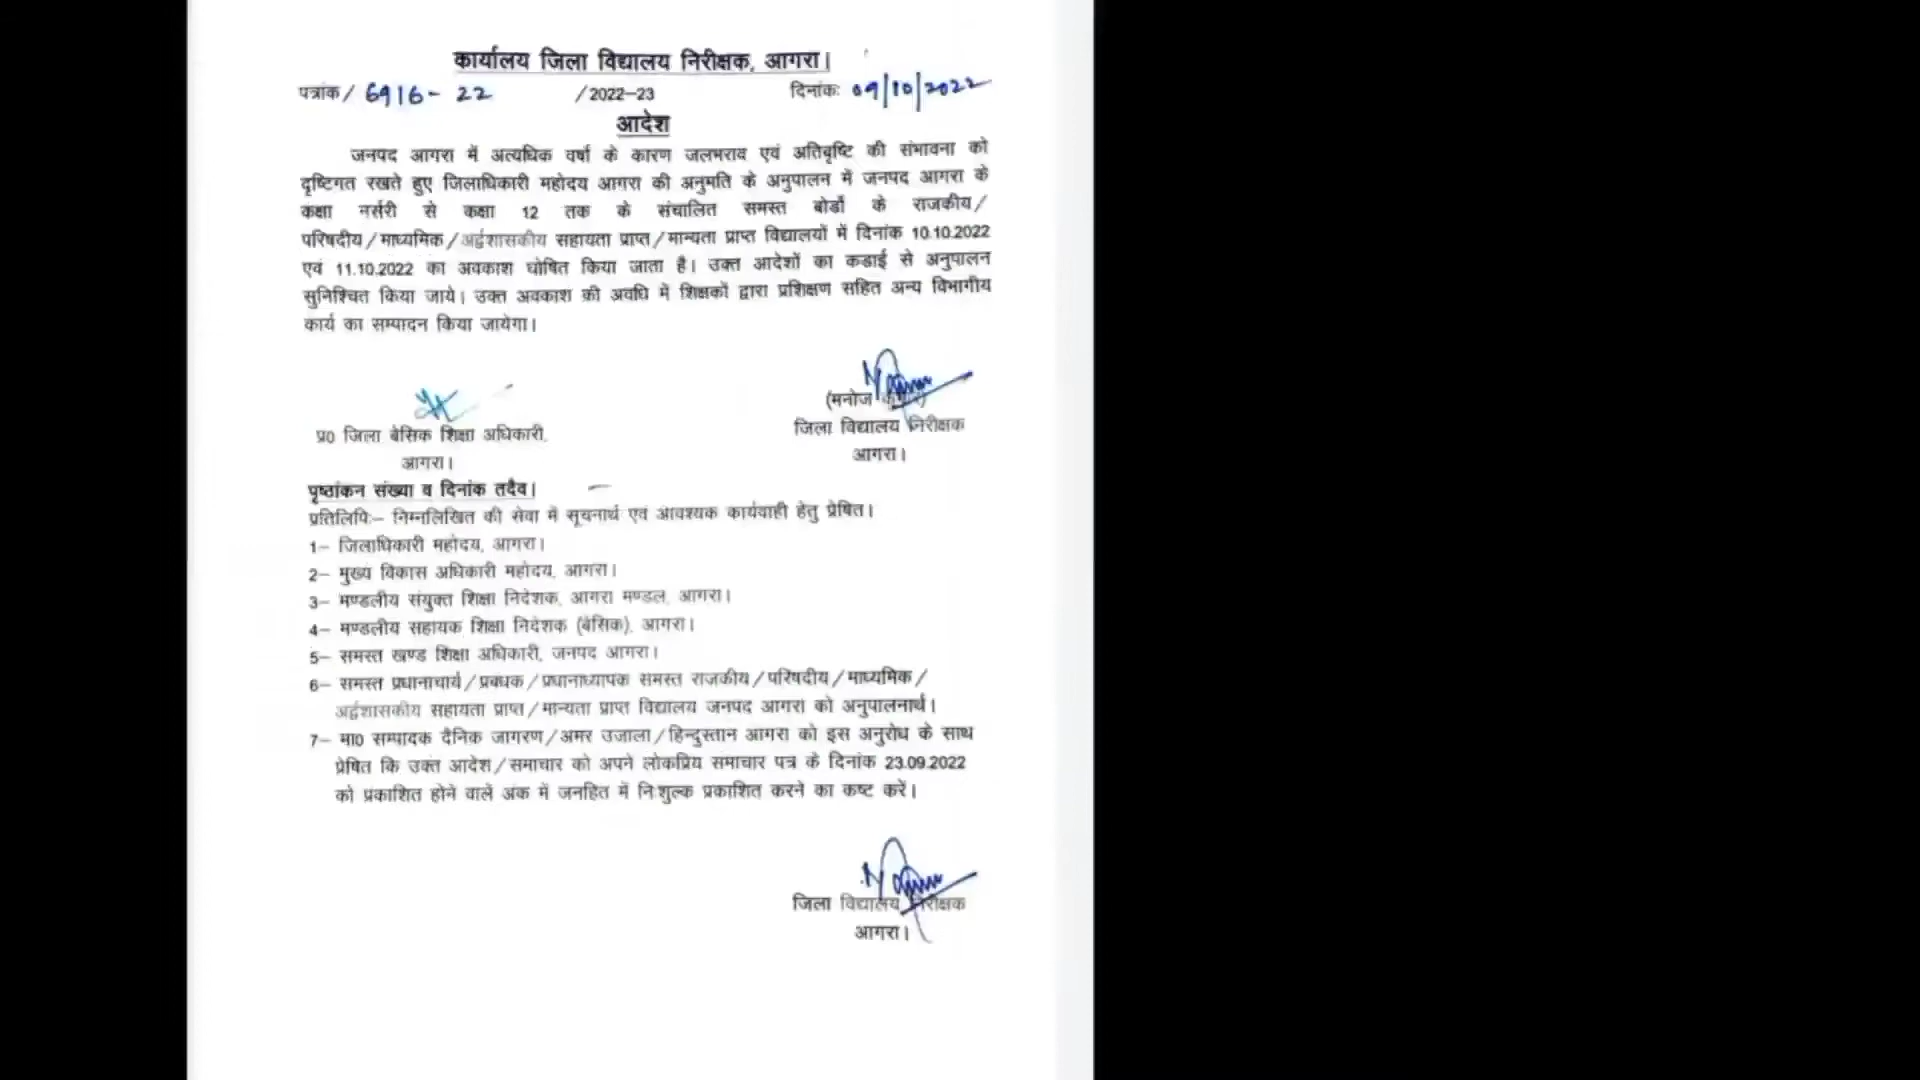 कार्यालय जिला विद्यालय निरीक्षक, आगरा।
पत्रांक/ 6916-22 /2022-23 दिनांकः 09/10/2022
आदेश
जनपद आगरा में अत्यधिक वर्षा के कारण जलभराव एवं अतिवृष्टि की संभावना को
दृष्टिगत रखते हुए जिलाधिकारी महोदय आगरा की अनुमति के अनुपालन में जनपद आगरा के
कक्षा नर्सरी से कक्षा 12 तक के संचालित समस्त बोर्डों के राजकीय/
परिषदीय/माध्यमिक/अर्द्वशासकीय सहायता प्राप्त/मान्यता प्राप्त विद्यालयों में दिनांक 10.10.2022
एवं 11.10.2022 का अवकाश घोषित किया जाता है। उक्त आदेशों का कडाई से अनुपालन
सुनिश्चित किया जाये। उक्त अवकाश की अवधि में शिक्षकों द्वारा प्रशिक्षण सहित अन्य विभागीय
कार्य का सम्पादन किया जायेगा।
(मनोज कुमार)
प्र0 जिला बेसिक शिक्षा अधिकारी, जिला विद्यालय निरीक्षक
आगरा। आगरा।
पृष्ठांकन संख्या व दिनांक तदैव।
प्रतिलिपिः– निम्नलिखित की सेवा में सूचनार्थ एवं आवश्यक कार्यवाही हेतु प्रेषित।
1– जिलाधिकारी महोदय, आगरा।
2– मुख्य विकास अधिकारी महोदय, आगरा।
3– मण्डलीय संयुक्त शिक्षा निदेशक, आगरा मण्डल, आगरा।
4– मण्डलीय सहायक शिक्षा निदेशक (बेसिक), आगरा।
5– समस्त खण्ड शिक्षा अधिकारी, जनपद आगरा।
6– समस्त प्रधानाचार्य/प्रबधक/प्रधानाध्यापक समस्त राजकीय/परिषदीय/माध्यमिक/
अर्द्वशासकीय सहायता प्राप्त/मान्यता प्राप्त विद्यालय जनपद आगरा को अनुपालनार्थ।
7– मा0 सम्पादक दैनिक जागरण/अमर उजाला/हिन्दुस्तान आगरा को इस अनुरोध के साथ
प्रेषित कि उक्त आदेश/समाचार को अपने लोकप्रिय समाचार पत्र के दिनांक 23.09.2022
को प्रकाशित होने वाले अंक में जनहित में निःशुल्क प्रकाशित करने का कष्ट करें।
जिला विद्यालय निरीक्षक
आगरा।